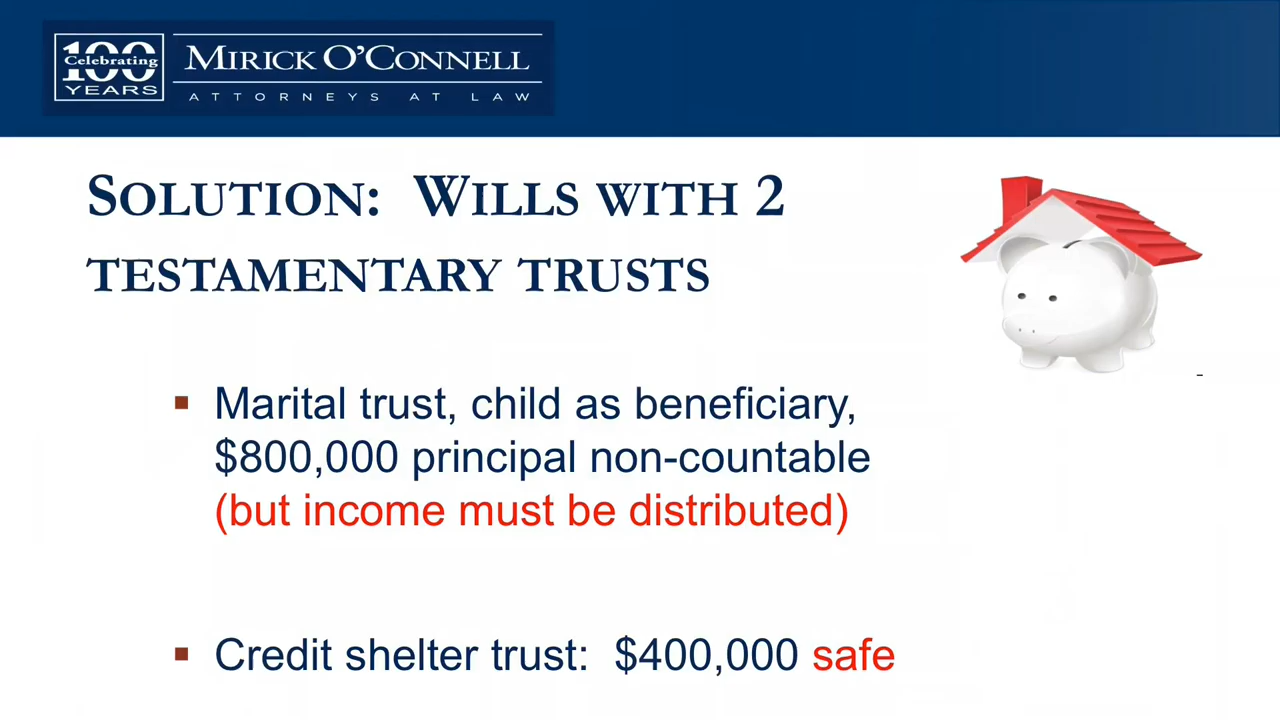 100
Celebrating
YEARS
MIRICK O'CONNELL
ATTORNEYS AT LAW
SOLUTION: WILLS WITH 2
TESTAMENTARY TRUSTS
▪ Marital trust, child as beneficiary,
$800,000 principal non-countable
(but income must be distributed)
▪ Credit shelter trust: $400,000 safe